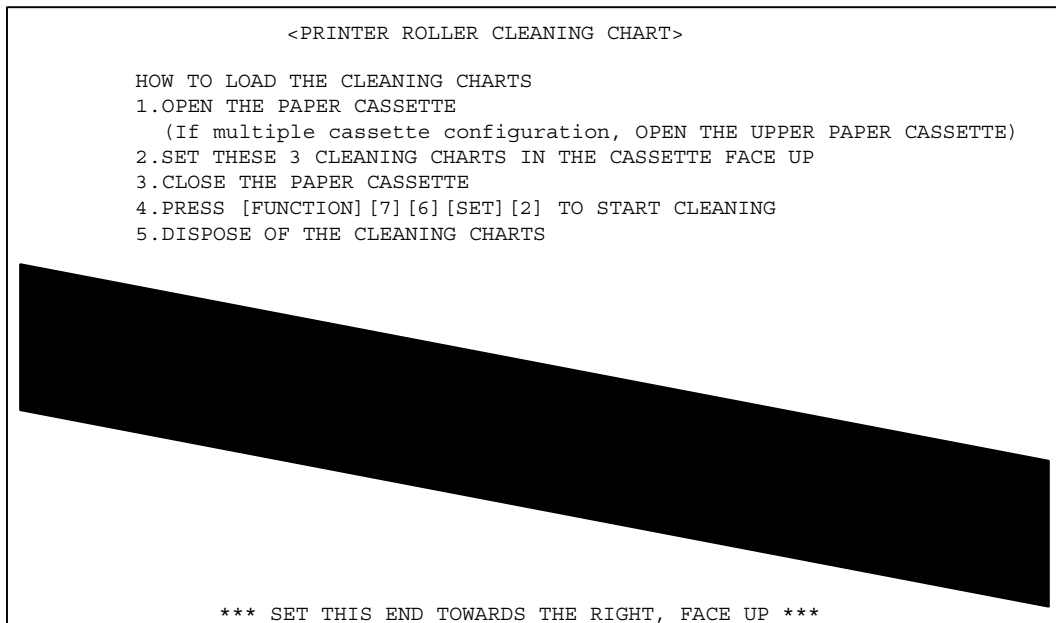 <PRINTER ROLLER CLEANING CHART>
HOW TO LOAD THE CLEANING CHARTS
1.OPEN THE PAPER CASSETTE
(If multiple cassette configuration, OPEN THE UPPER PAPER CASSETTE)
2.SET THESE 3 CLEANING CHARTS IN THE CASSETTE FACE UP
3.CLOSE THE PAPER CASSETTE
4.PRESS [FUNCTION][7][6][SET][2] TO START CLEANING
5.DISPOSE OF THE CLEANING CHARTS
*** SET THIS END TOWARDS THE RIGHT, FACE UP ***